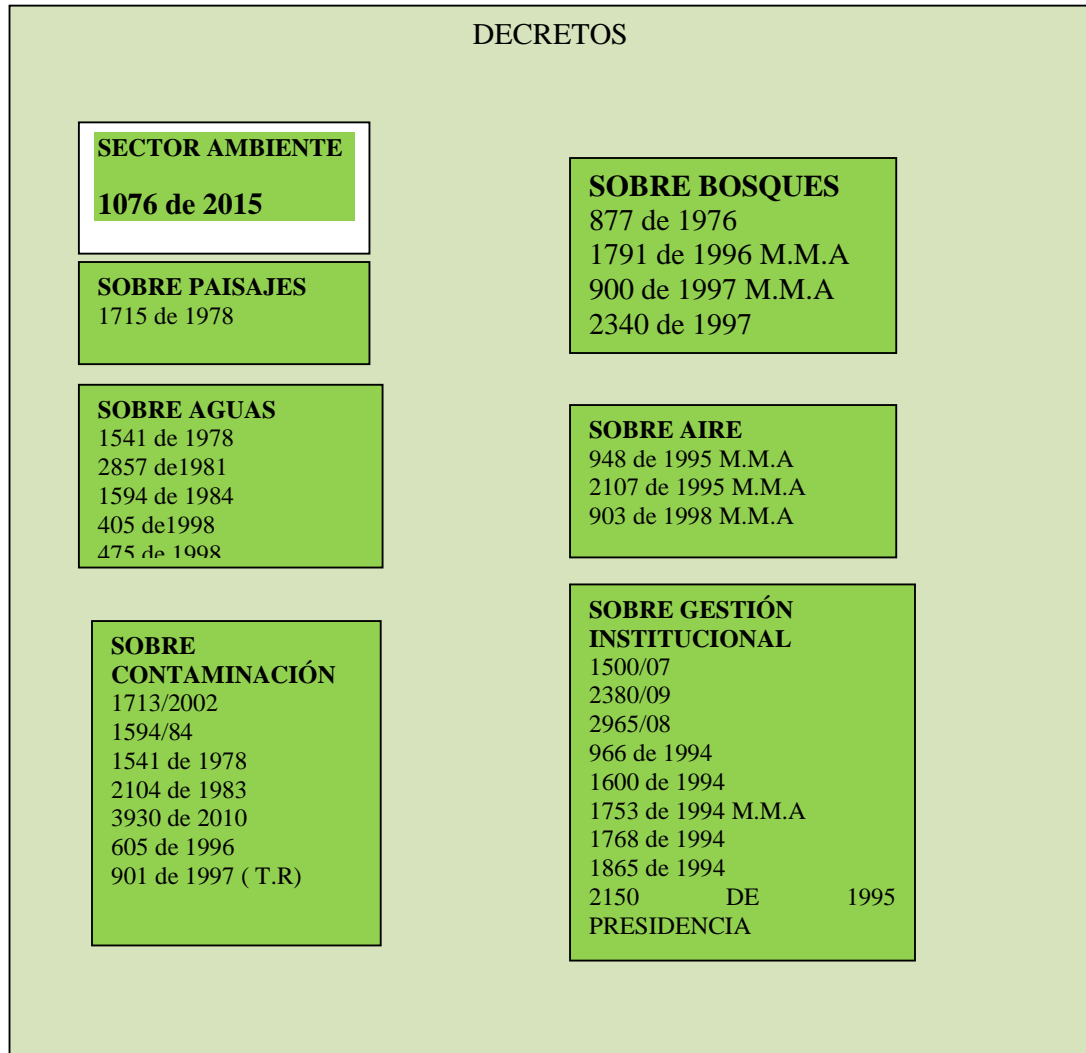 DECRETOS
SECTOR AMBIENTE
1076 de 2015
SOBRE PAISAJES
1715 de 1978
SOBRE AGUAS
1541 de 1978
2857 de1981
1594 de 1984
405 de1998
475 de 1998
SOBRE
CONTAMINACIÓN
1713/2002
1594/84
1541 de 1978
2104 de 1983
3930 de 2010
605 de 1996
901 de 1997 ( T.R)
SOBRE BOSQUES
877 de 1976
1791 de 1996 M.M.A
900 de 1997 M.M.A
2340 de 1997
SOBRE AIRE
948 de 1995 M.M.A
2107 de 1995 M.M.A
903 de 1998 M.M.A
SOBRE GESTIÓN
INSTITUCIONAL
1500/07
2380/09
2965/08
966 de 1994
1600 de 1994
1753 de 1994 M.M.A
1768 de 1994
1865 de 1994
2150 DE 1995
PRESIDENCIA